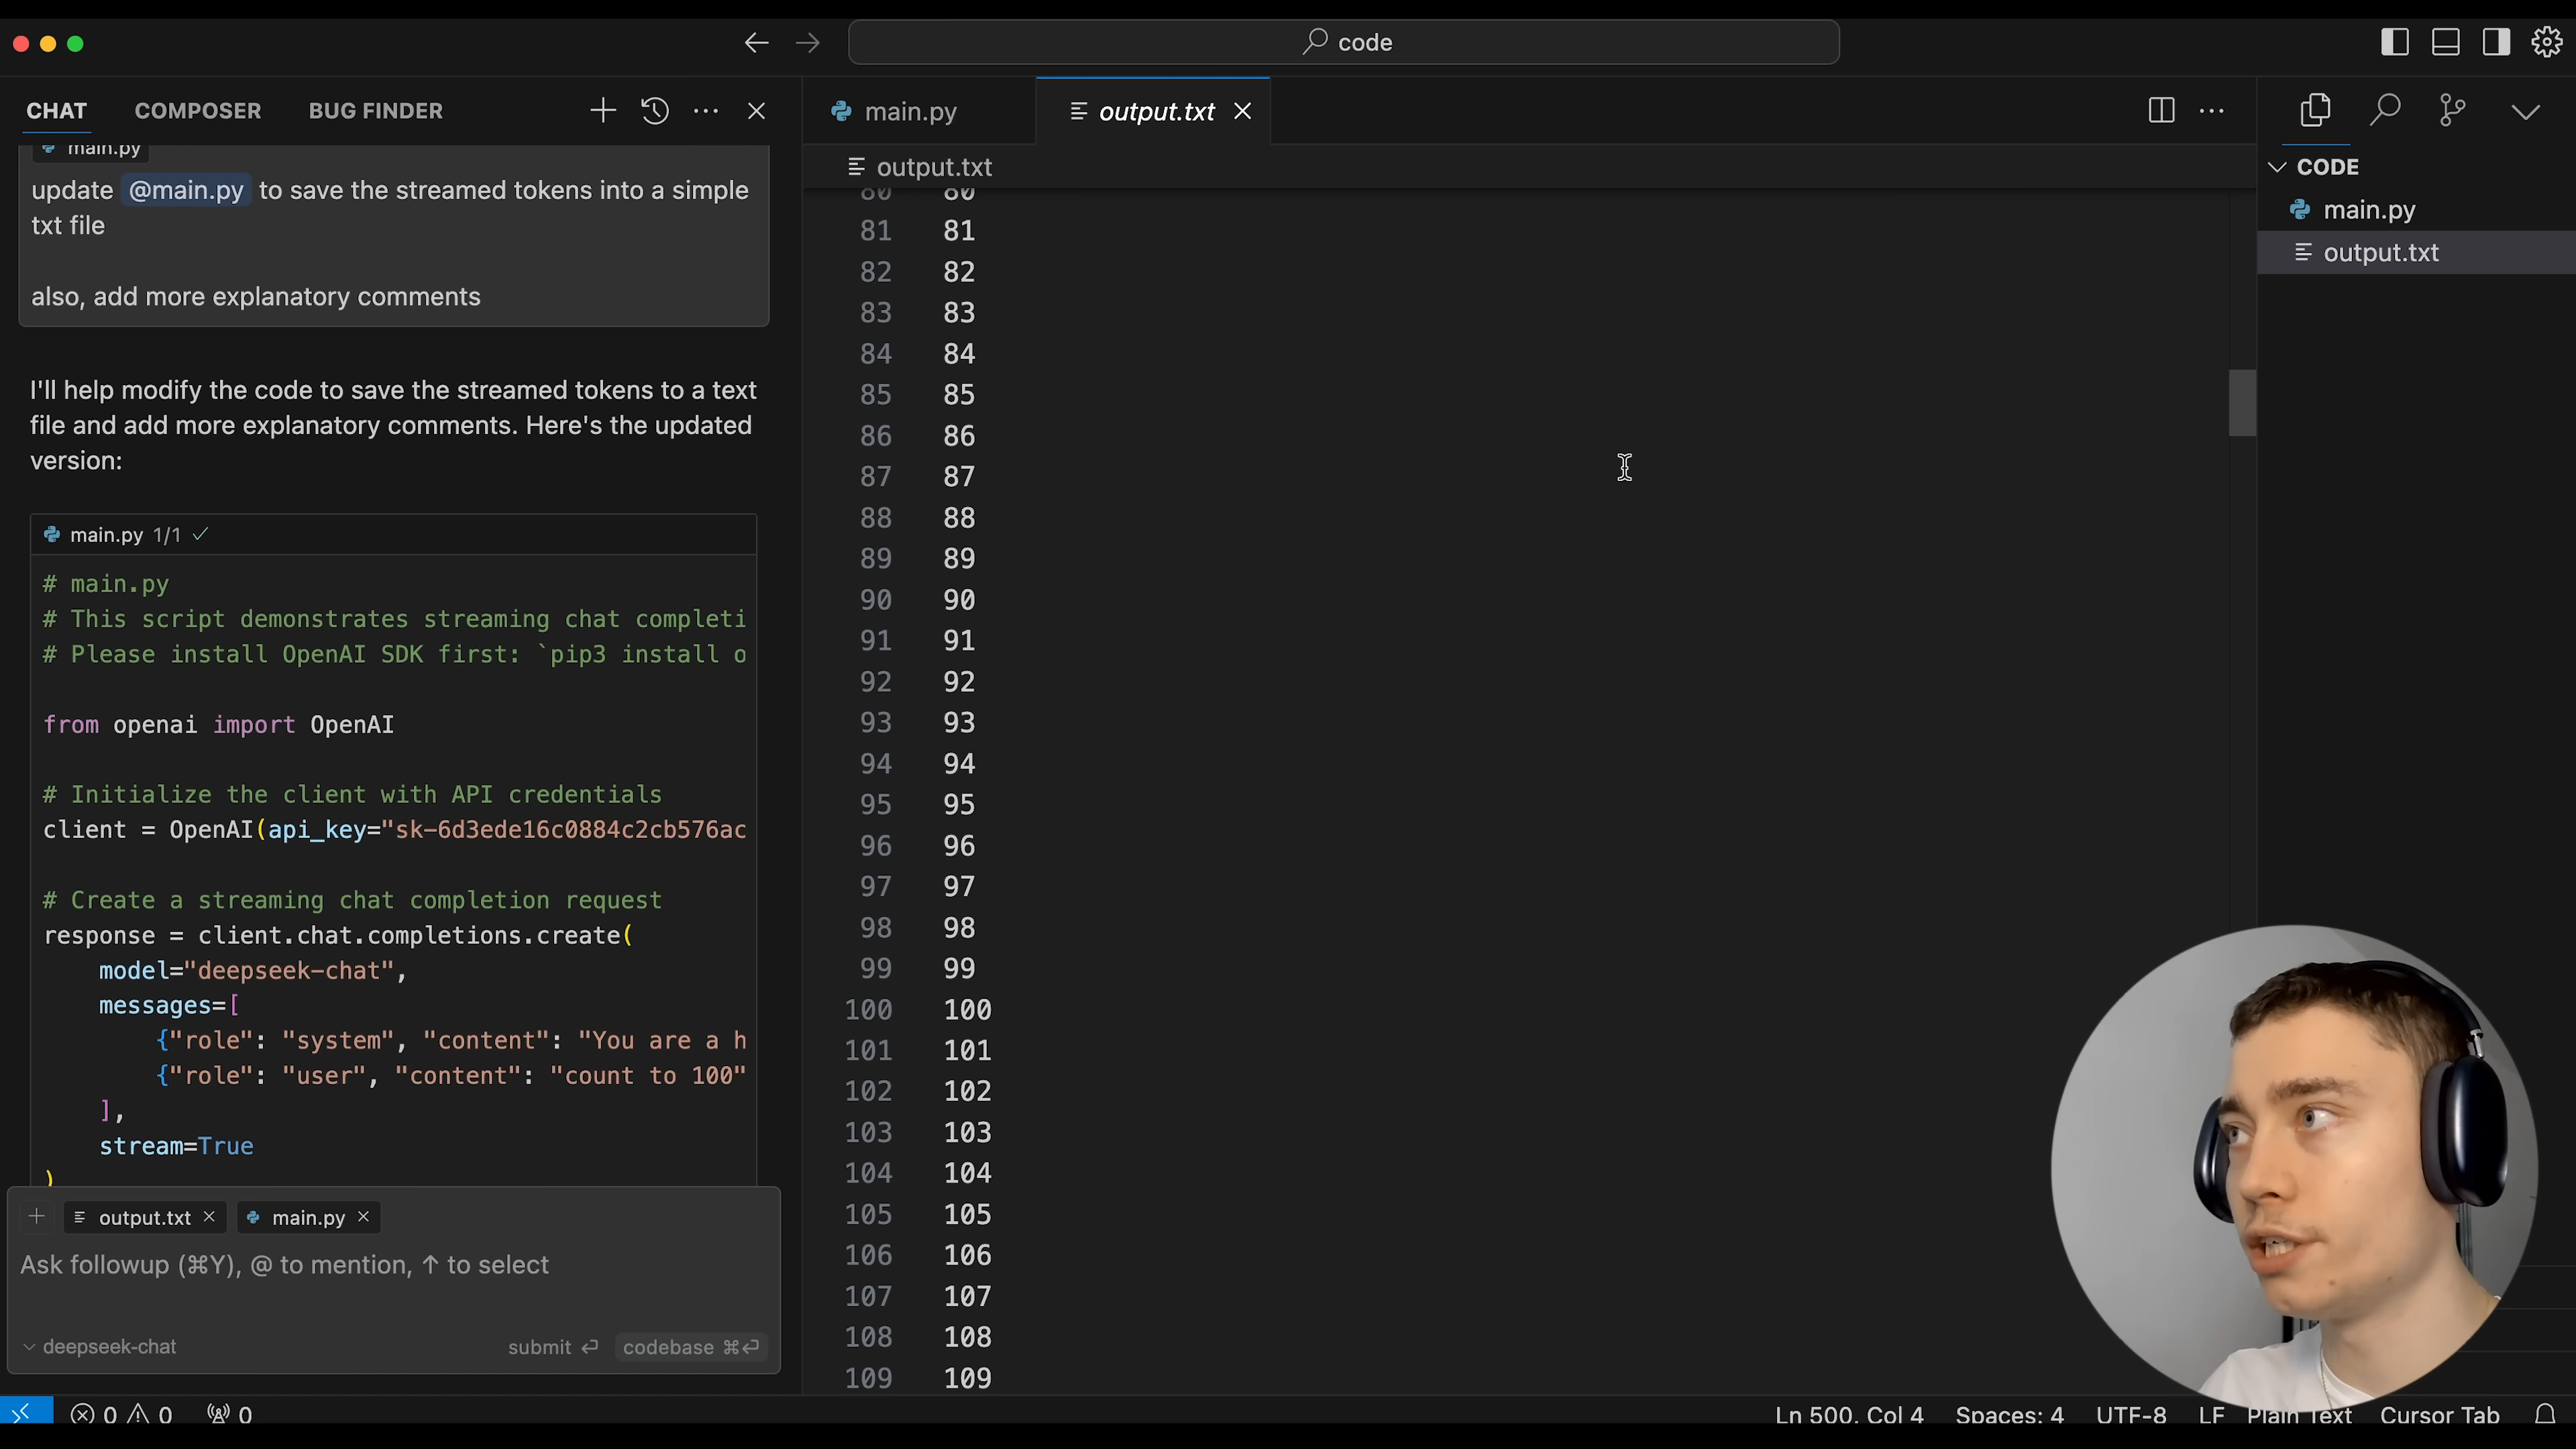 code
CHAT
COMPOSER
BUG FINDER
main.py
update @main.py to save the streamed tokens into a simple
txt file
also, add more explanatory comments
I'll help modify the code to save the streamed tokens to a text
file and add more explanatory comments. Here's the updated
version:
main.py 1/1
# main.py
# This script demonstrates streaming chat completi
# Please install OpenAI SDK first: `pip3 install o
from openai import OpenAI
# Initialize the client with API credentials
client = OpenAI(api_key="sk-6d3ede16c0884c2cb576ac
# Create a streaming chat completion request
response = client.chat.completions.create(
model="deepseek-chat",
messages=[
{"role": "system", "content": "You are a h
{"role": "user", "content": "count to 100"
],
stream=True
)
output.txt
main.py
Ask followup (⌘Y), @ to mention, ↑ to select
deepseek-chat
submit ⏎
codebase ⌘⏎
main.py
output.txt
output.txt
80 80
81 81
82 82
83 83
84 84
85 85
86 86
87 87
88 88
89 89
90 90
91 91
92 92
93 93
94 94
95 95
96 96
97 97
98 98
99 99
100 100
101 101
102 102
103 103
104 104
105 105
106 106
107 107
108 108
109 109
CODE
main.py
output.txt
0 0 0
Ln 500, Col 4
Spaces: 4
UTF-8
LF
Plain Text
Cursor Tab